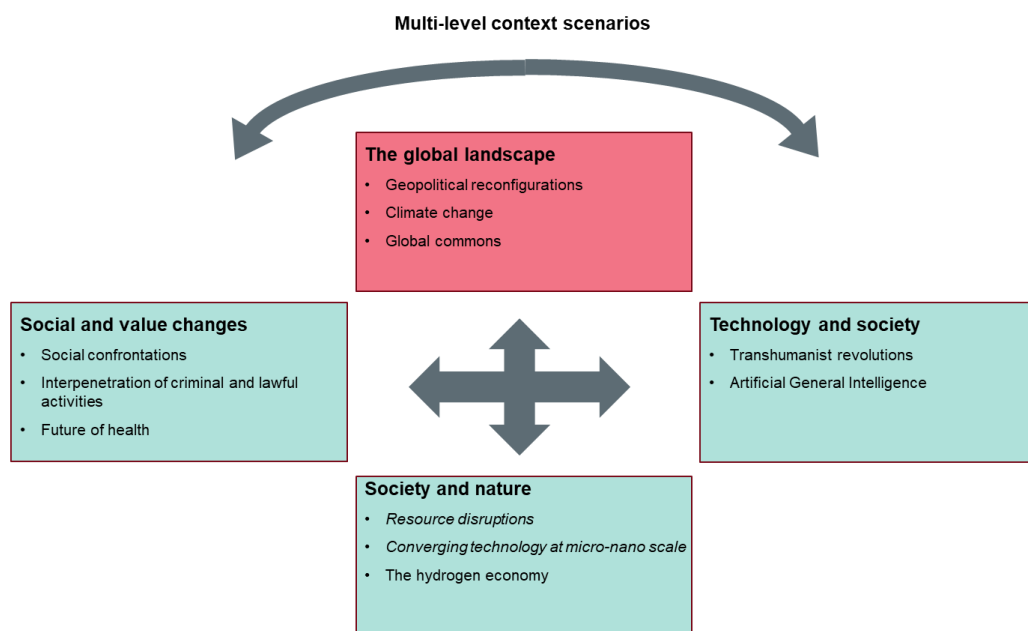 Multi-level context scenarios
The global landscape
• Geopolitical reconfigurations
• Climate change
• Global commons
Social and value changes
• Social confrontations
• Interpenetration of criminal and lawful
activities
• Future of health
Technology and society
• Transhumanist revolutions
• Artificial General Intelligence
Society and nature
• Resource disruptions
• Converging technology at micro-nano scale
• The hydrogen economy